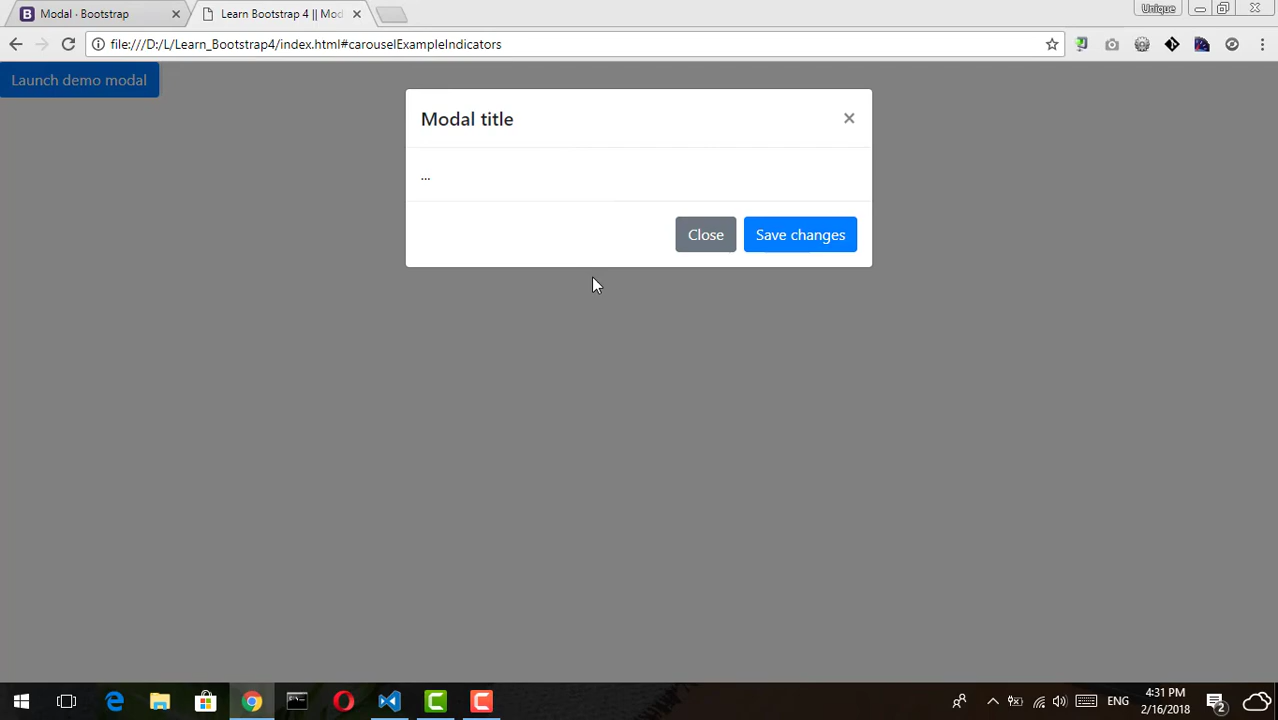 Modal · Bootstrap
Learn Bootstrap 4 || Mod
Unique
file:///D:/L/Learn_Bootstrap4/index.html#carouselExampleIndicators
Launch demo modal
Modal title
×
...
Close
Save changes
ENG
4:31 PM
2/16/2018
2